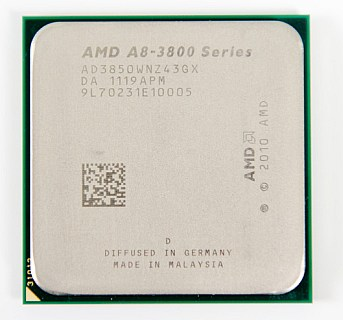 AMD A8-3800 Series
AD3850WNZ43GX
DA 1119APM
9L70231E10005
AMD
© 2010 AMD
D
DIFFUSED IN GERMANY
MADE IN MALAYSIA